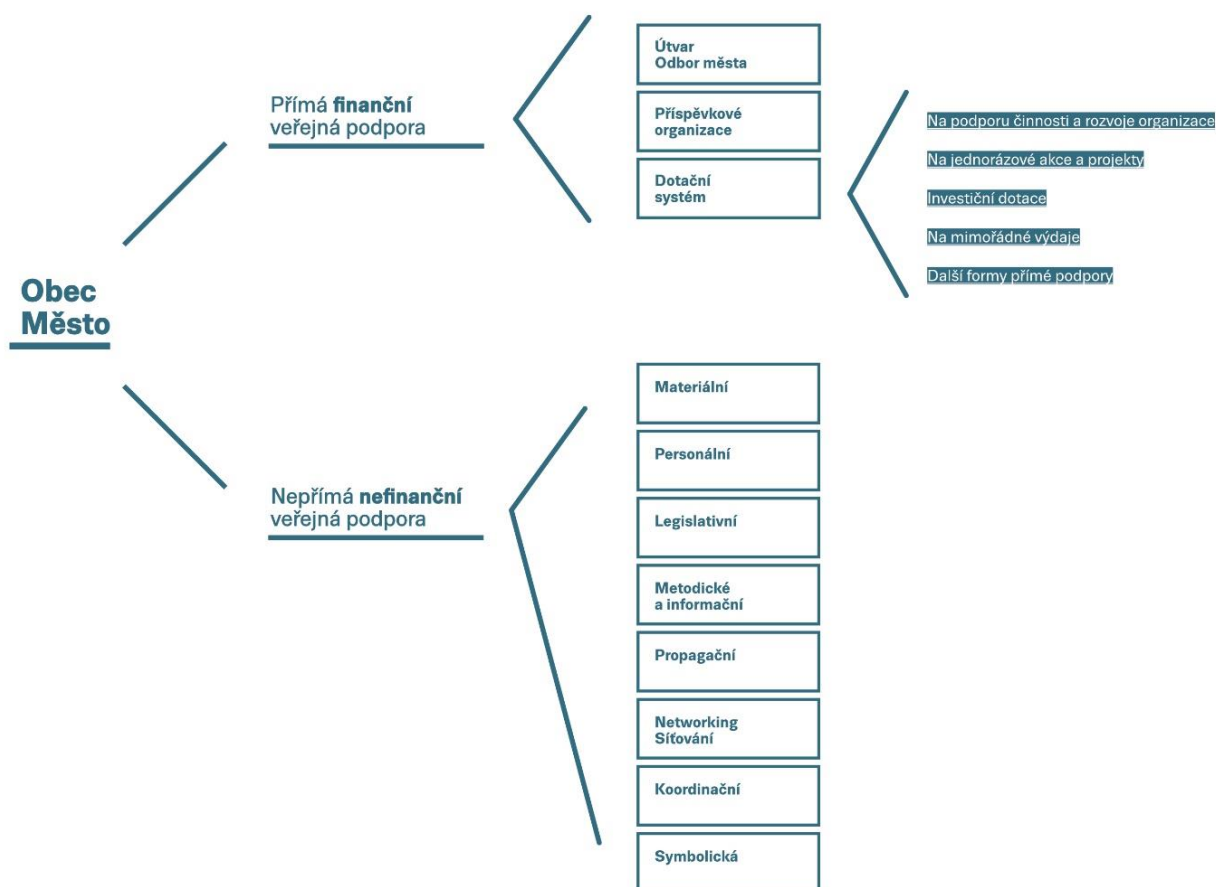 Obec
Město
Přímá finanční
veřejná podpora
Útvar
Odbor města
Příspěvkové
organizace
Dotační
systém
Na podporu činnosti a rozvoje organizace
Na jednorázové akce a projekty
Investiční dotace
Na mimořádné výdaje
Další formy přímé podpory
Nepřímá nefinanční
veřejná podpora
Materiální
Personální
Legislativní
Metodické
a informační
Propagační
Networking
Síťování
Koordinační
Symbolická